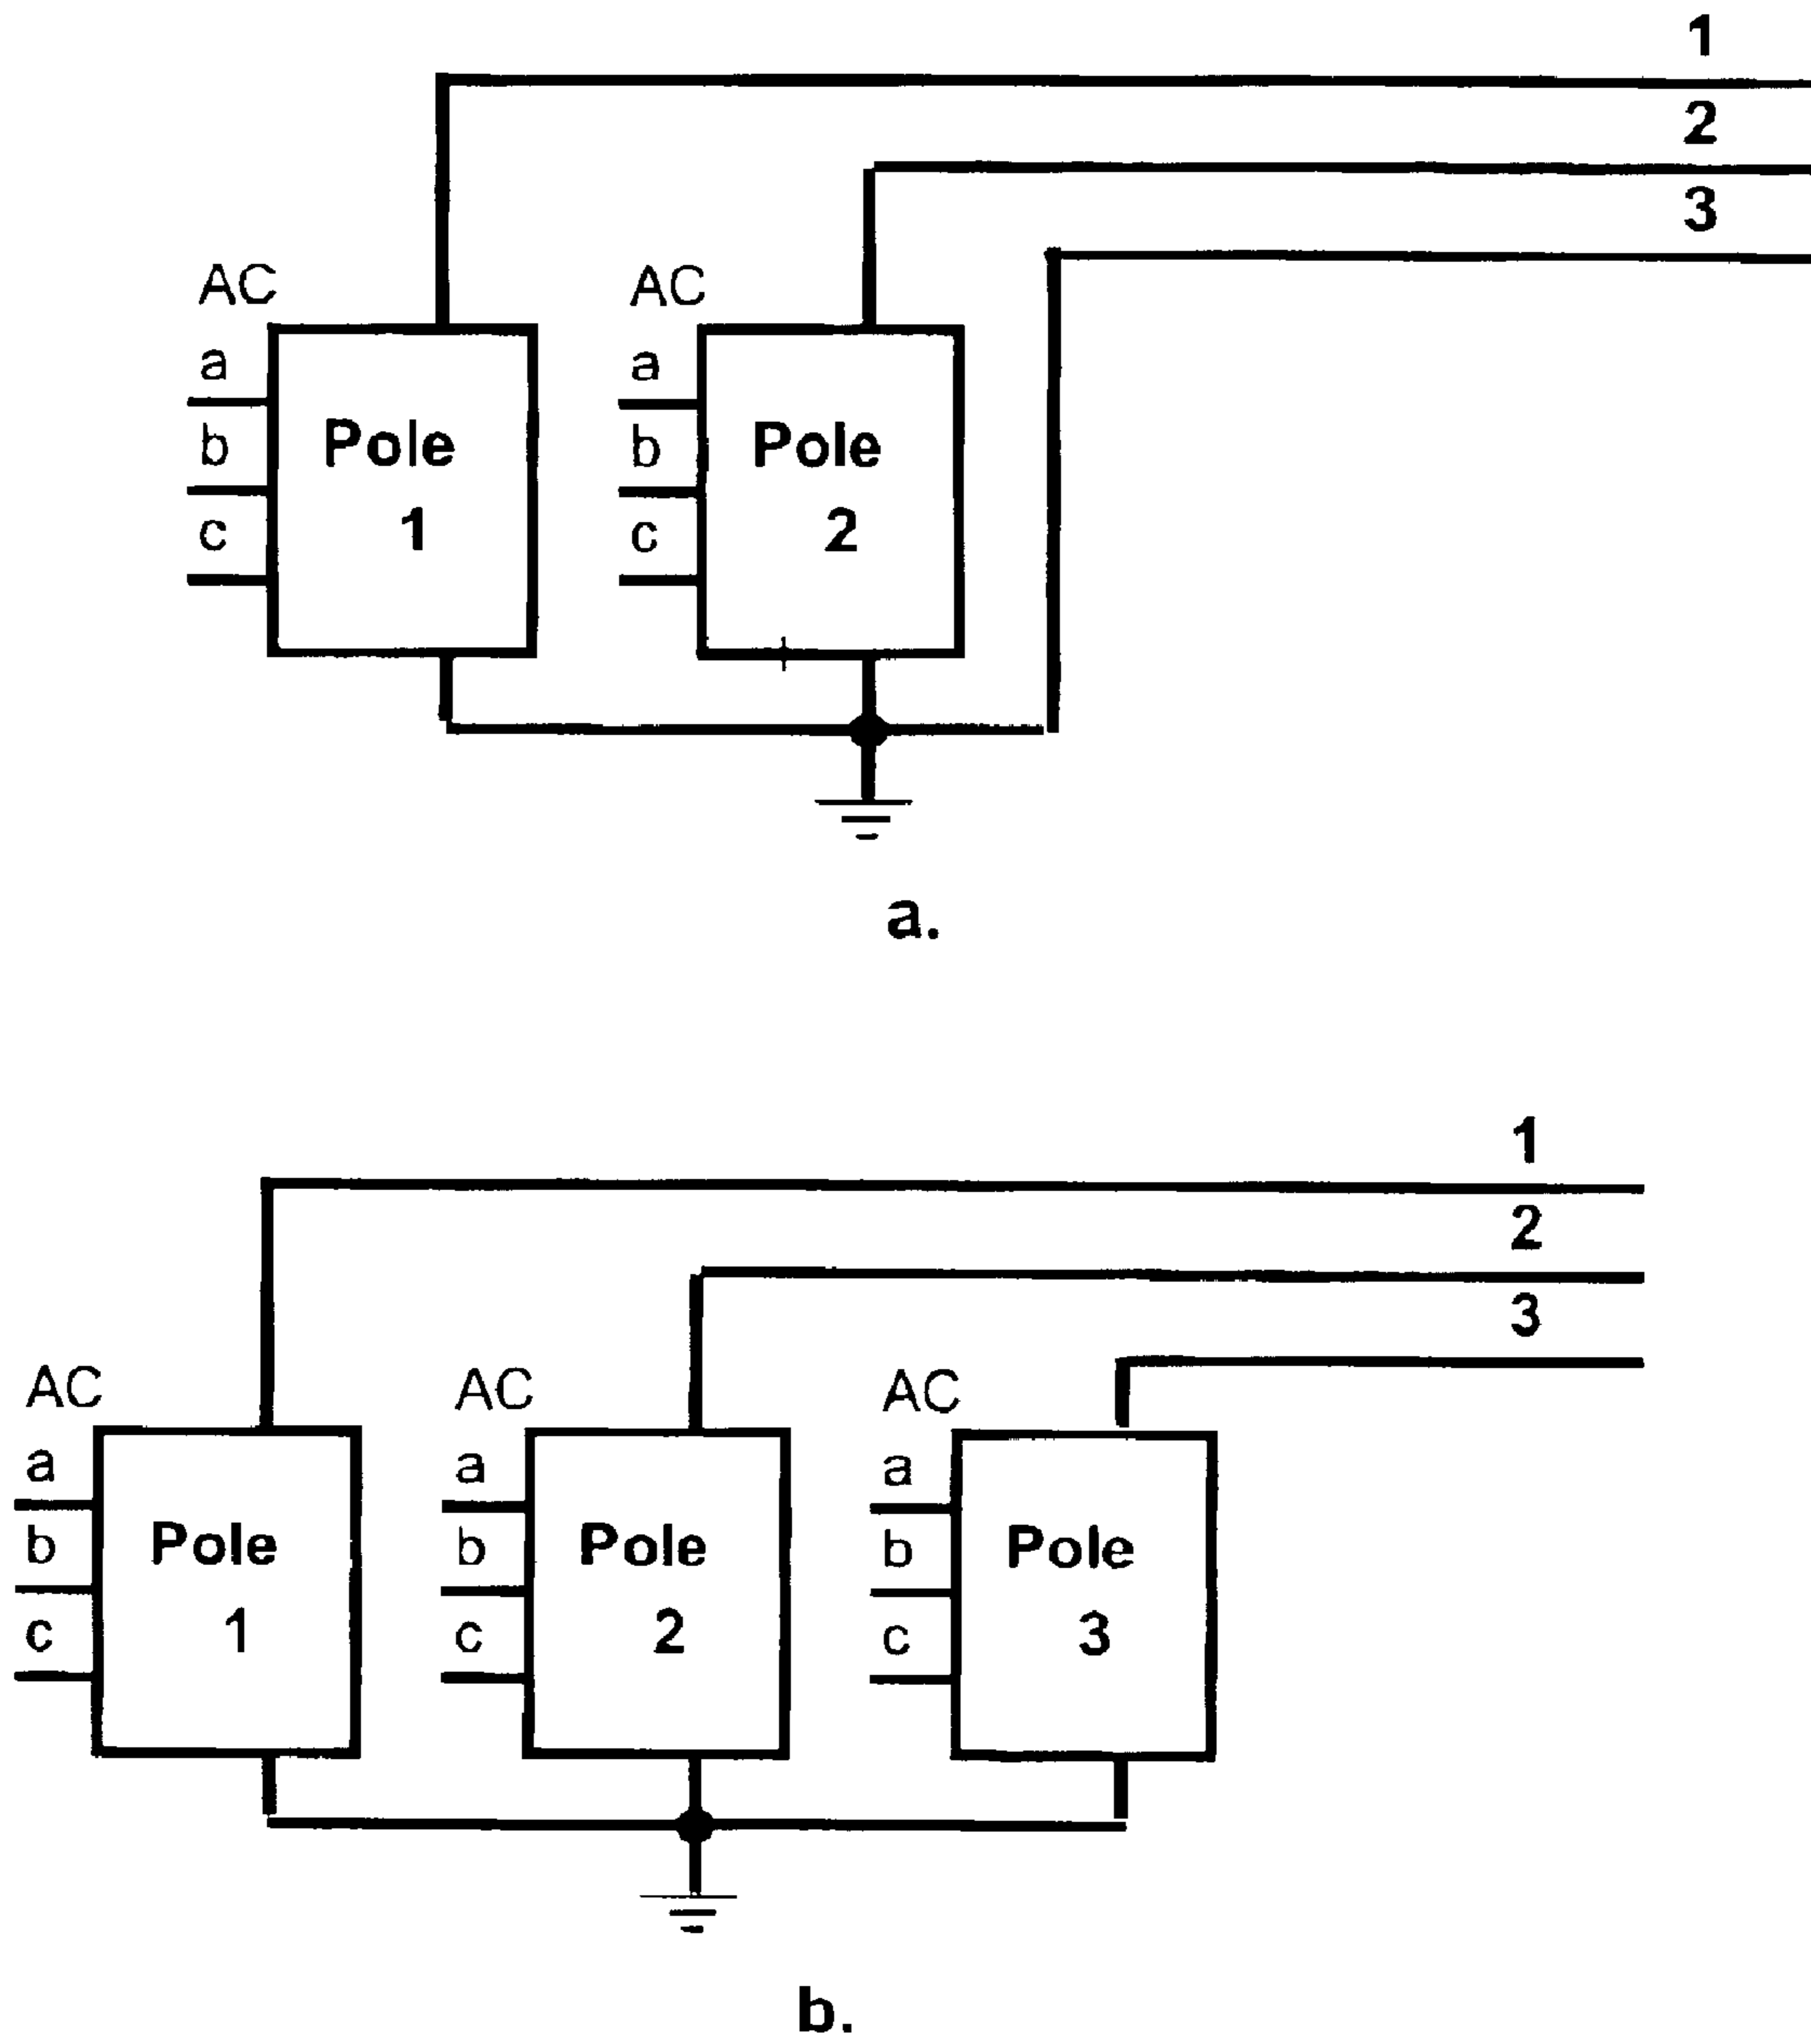 1
2
3
AC AC
a a
b Pole b Pole
1 2
c c
a.
1
2
3
AC AC AC
a a a
b Pole b Pole b Pole
c 1 c 2 c 3
b.